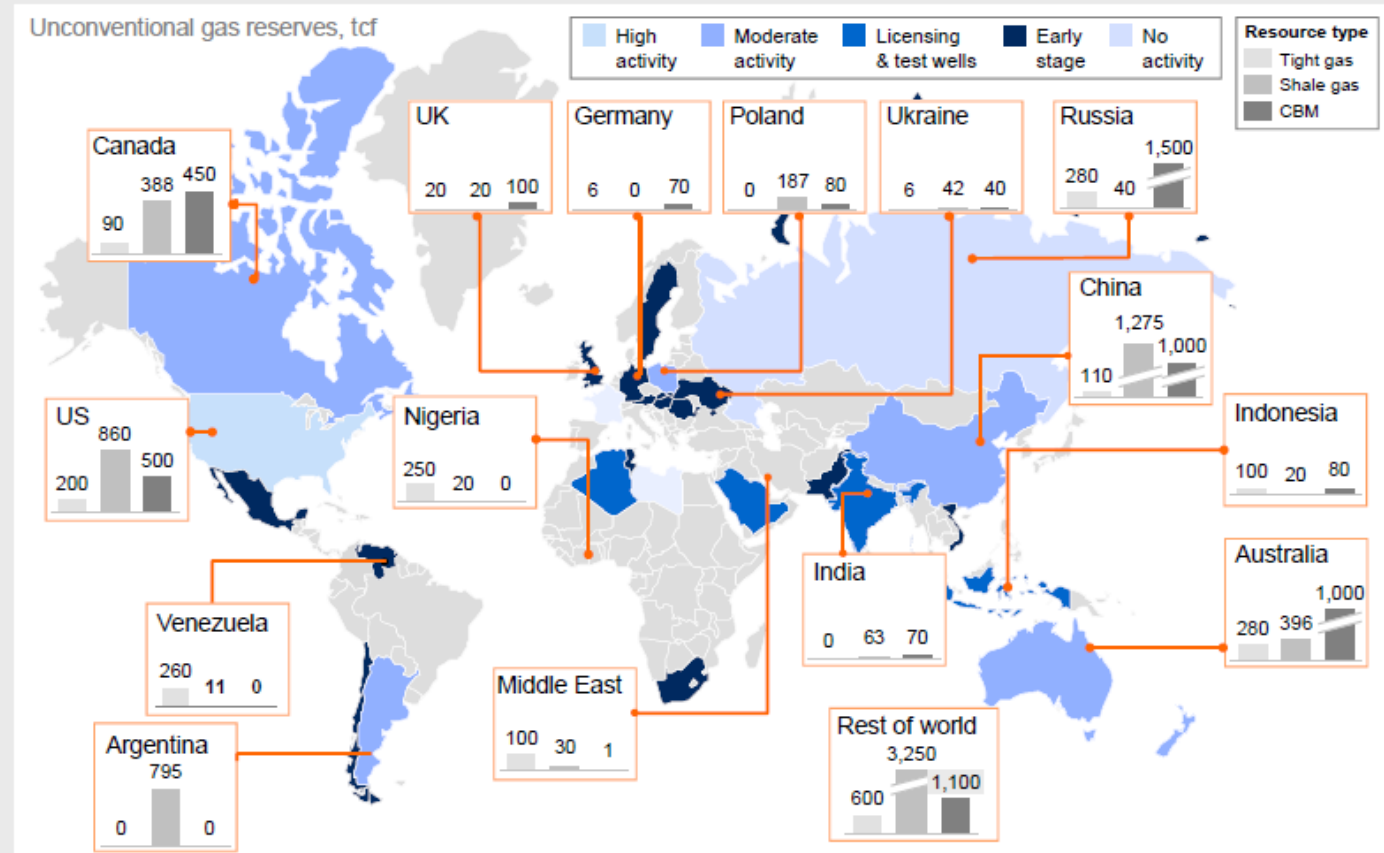 Unconventional gas reserves, tcf
High
activity
Moderate
activity
Licensing
& test wells
Early
stage
No
activity
Resource type
Tight gas
Shale gas
CBM
Canada
90 388 450
UK
20 20 100
Germany
6 0 70
Poland
0 187 80
Ukraine
6 42 40
Russia
280 40 1,500
China
110 1,275 1,000
US
200 860 500
Nigeria
250 20 0
Indonesia
100 20 80
India
0 63 70
Australia
280 396 1,000
Venezuela
260 11 0
Middle East
100 30 1
Argentina
0 795 0
Rest of world
600 3,250 1,100